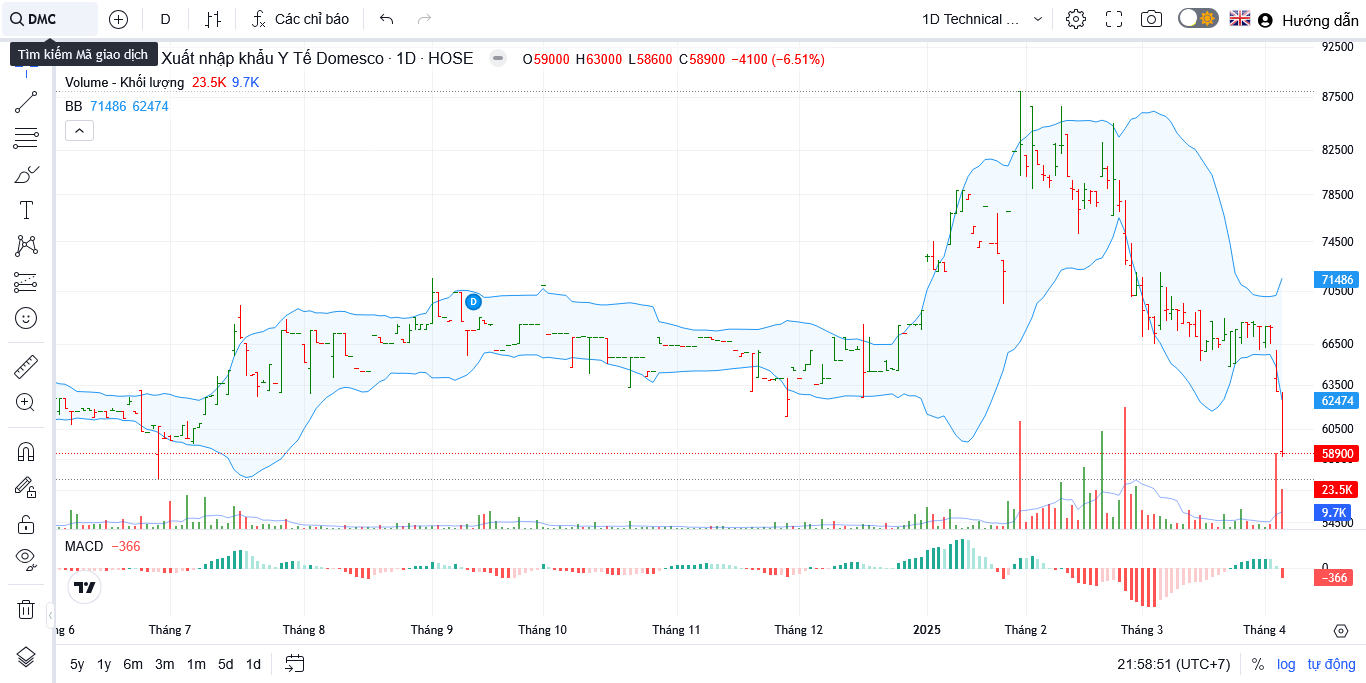 DMC
D
Các chỉ báo
1D Technical ...
Hướng dẫn
Tìm kiếm Mã giao dịch
Xuất nhập khẩu Y Tế Domesco · 1D · HOSE
O59000 H63000 L58600 C58900 −4100 (−6.51%)
Volume - Khối lượng 23.5K 9.7K
BB 71486 62474
92500
87500
82500
78500
74500
71486
70500
66500
63500
62474
60500
58900
23.5K
9.7K
54500
D
MACD −366
0
−366
ng 6
Tháng 7
Tháng 8
Tháng 9
Tháng 10
Tháng 11
Tháng 12
2025
Tháng 2
Tháng 3
Tháng 4
5y 1y 6m 3m 1m 5d 1d
21:58:51 (UTC+7)
% log tự động